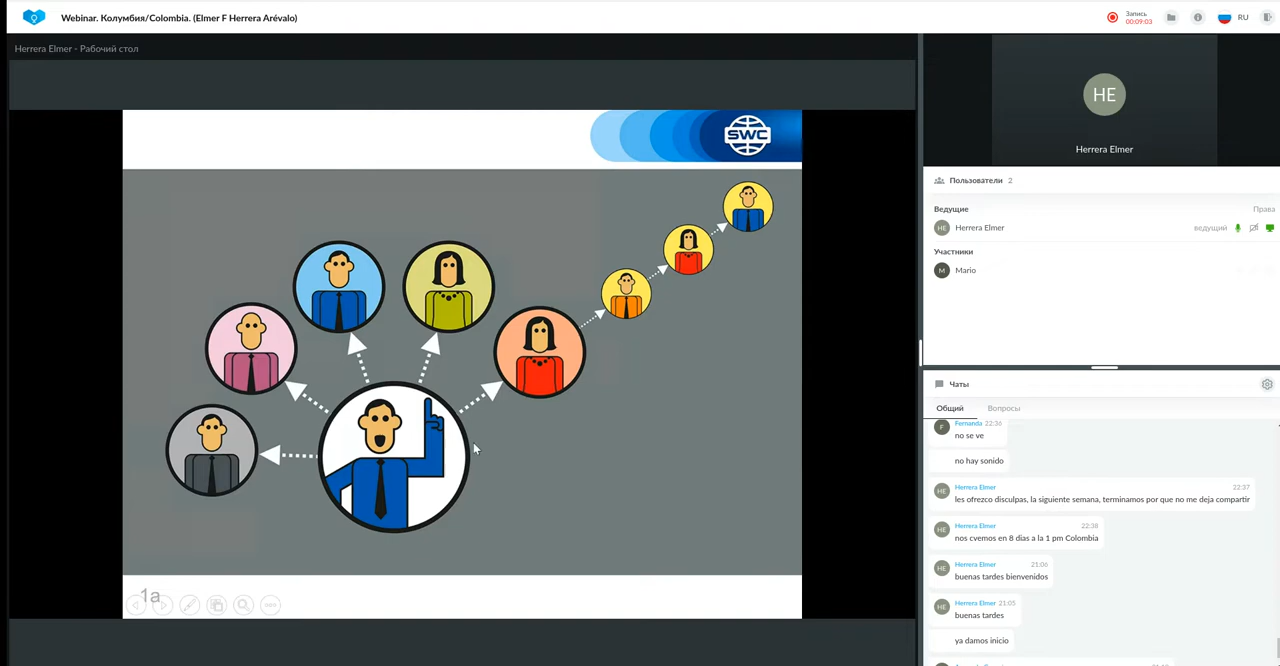 Webinar. Колумбия/Colombia. (Elmer F Herrera Arévalo)
Запись
00:09:03
RU
Herrera Elmer - Рабочий стол
SWC
1a
HE
Herrera Elmer
Пользователи 2
Ведущие Права
HE Herrera Elmer ведущий
Участники
M Mario
Чаты
Общий Вопросы
F Fernanda 22:36
no se ve
no hay sonido
HE Herrera Elmer 22:37
les ofrezco disculpas, la siguiente semana, terminamos por que no me deja compartir
HE Herrera Elmer 22:38
nos cvemos en 8 dias a la 1 pm Colombia
HE Herrera Elmer 21:06
buenas tardes bienvenidos
HE Herrera Elmer 21:05
buenas tardes
ya damos inicio